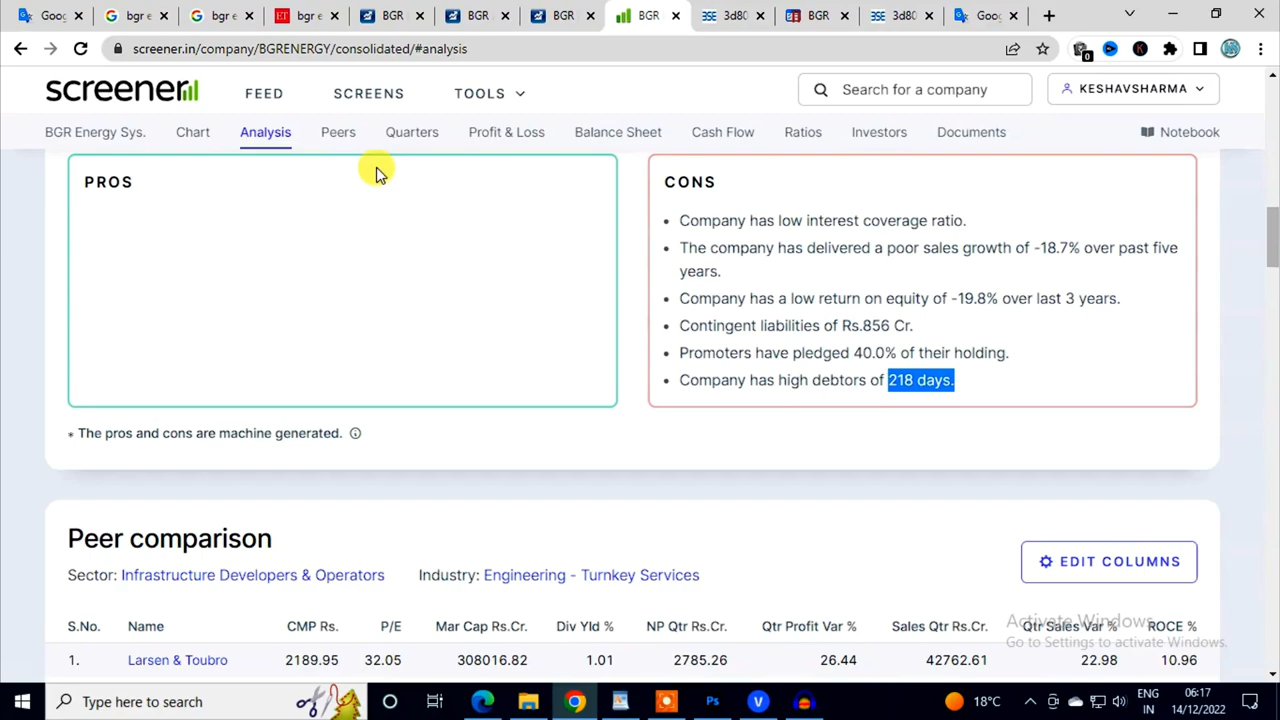 Goog
bgr e
bgr e
bgr e
BGR
BGR
BGR
BGR
3d80
BGR
3d80
Goog
screener.in/company/BGRENERGY/consolidated/#analysis
0
K
screener
FEED
SCREENS
TOOLS
Search for a company
KESHAVSHARMA
BGR Energy Sys.
Chart
Analysis
Peers
Quarters
Profit & Loss
Balance Sheet
Cash Flow
Ratios
Investors
Documents
Notebook
PROS
CONS
Company has low interest coverage ratio.
The company has delivered a poor sales growth of -18.7% over past five
years.
Company has a low return on equity of -19.8% over last 3 years.
Contingent liabilities of Rs.856 Cr.
Promoters have pledged 40.0% of their holding.
Company has high debtors of 218 days.
* The pros and cons are machine generated.
Peer comparison
EDIT COLUMNS
Sector: Infrastructure Developers & Operators Industry: Engineering - Turnkey Services
S.No. Name CMP Rs. P/E Mar Cap Rs.Cr. Div Yld % NP Qtr Rs.Cr. Qtr Profit Var % Sales Qtr Rs.Cr. Qtr Sales Var % ROCE %
1. Larsen & Toubro 2189.95 32.05 308016.82 1.01 2785.26 26.44 42762.61 22.98 10.96
Activate Windows
Go to Settings to activate Windows.
Type here to search
Ps
V
18°C
ENG
IN
06:17
14/12/2022